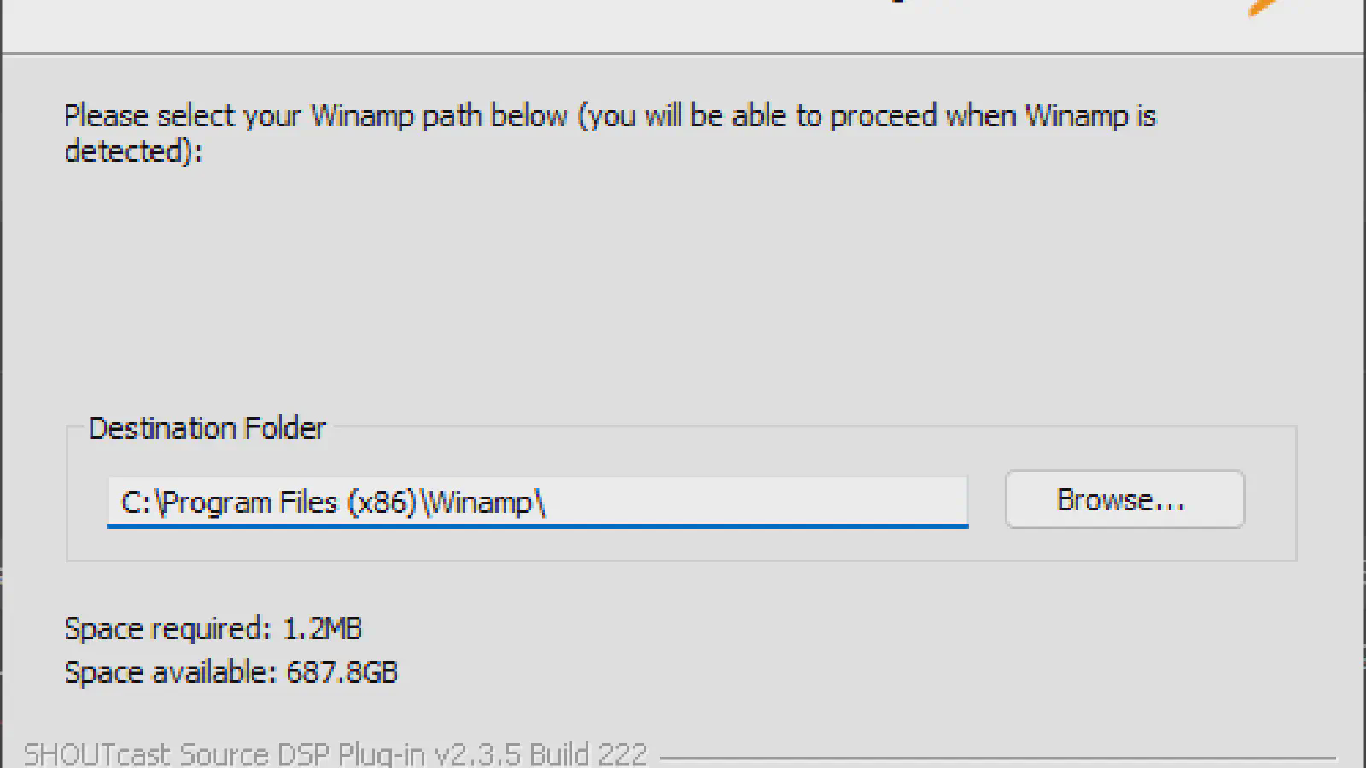 Please select your Winamp path below (you will be able to proceed when Winamp is
detected):
Destination Folder
C:\Program Files (x86)\Winamp\
Browse...
Space required: 1.2MB
Space available: 687.8GB
SHOUTcast Source DSP Plug-in v2.3.5 Build 222